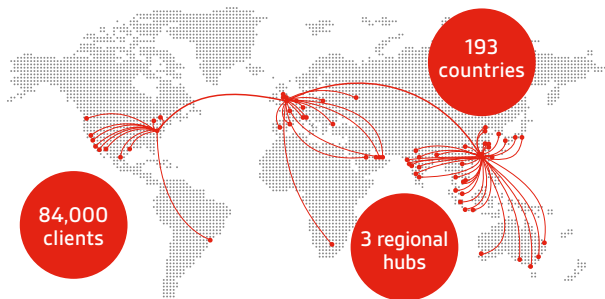 193
countries
84,000
clients
3 regional
hubs